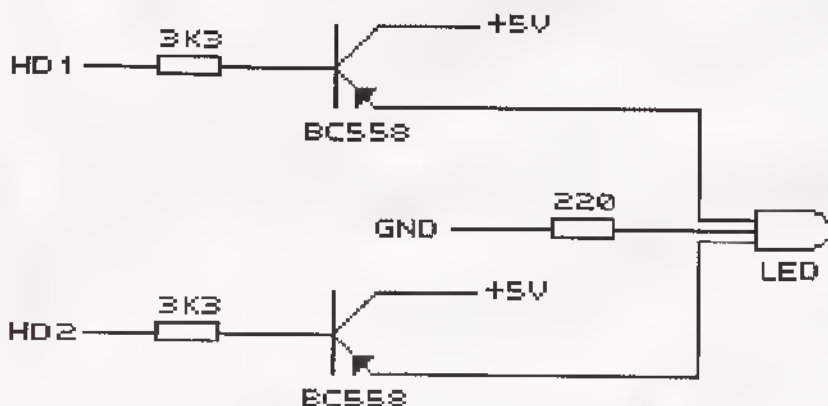 +5V
3K3
HD1
BC558
220
GND
LED
+5V
3K3
HD2
BC558